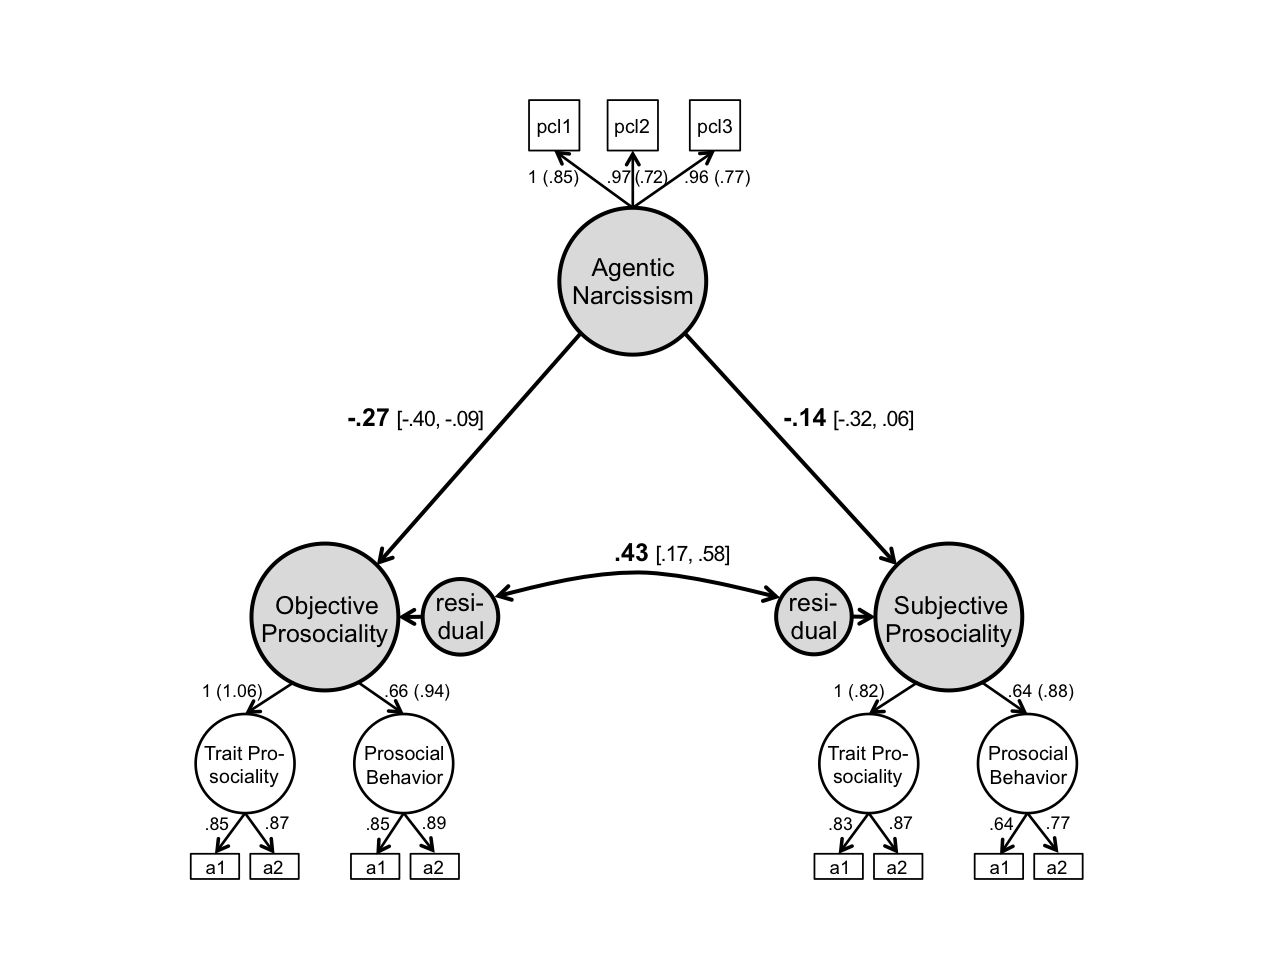 pcl1 pcl2 pcl3
1 (.85) .97 (.72) .96 (.77)
Agentic
Narcissism
-.27 [-.40, -.09] -.14 [-.32, .06]
.43 [.17, .58]
Objective
Prosociality
resi-
dual
resi-
dual
Subjective
Prosociality
1 (1.06) .66 (.94) 1 (.82) .64 (.88)
Trait Pro-
sociality
Prosocial
Behavior
Trait Pro-
sociality
Prosocial
Behavior
.85 .87 .85 .89 .83 .87 .64 .77
a1 a2 a1 a2 a1 a2 a1 a2